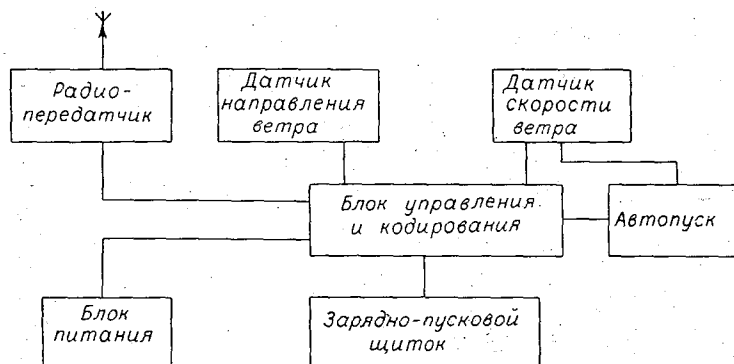 Радио-
передатчик
Датчик
направления
ветра
Датчик
скорости
ветра
Блок управления
и кодирования
Автопуск
Блок
питания
Зарядно-пусковой
щиток